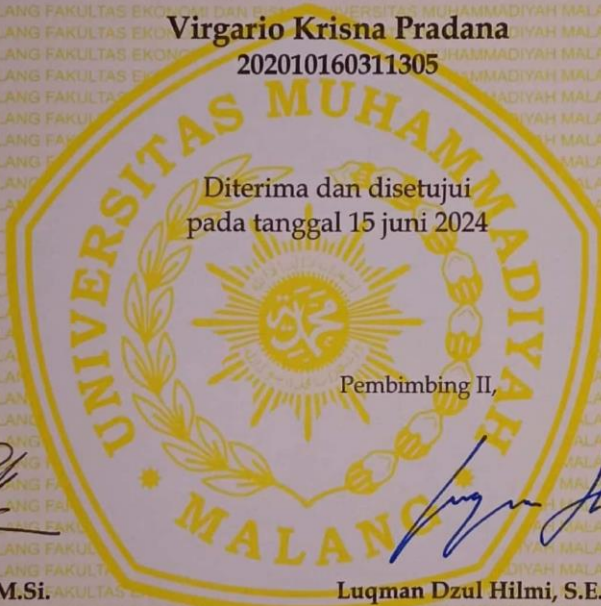 Virgario Krisna Pradana
202010160311305
Diterima dan disetujui
pada tanggal 15 juni 2024
UNIVERSITAS MUHAMMADIYAH
MALANG
Pembimbing II,
M.Si.
Luqman Dzul Hilmi, S.E.